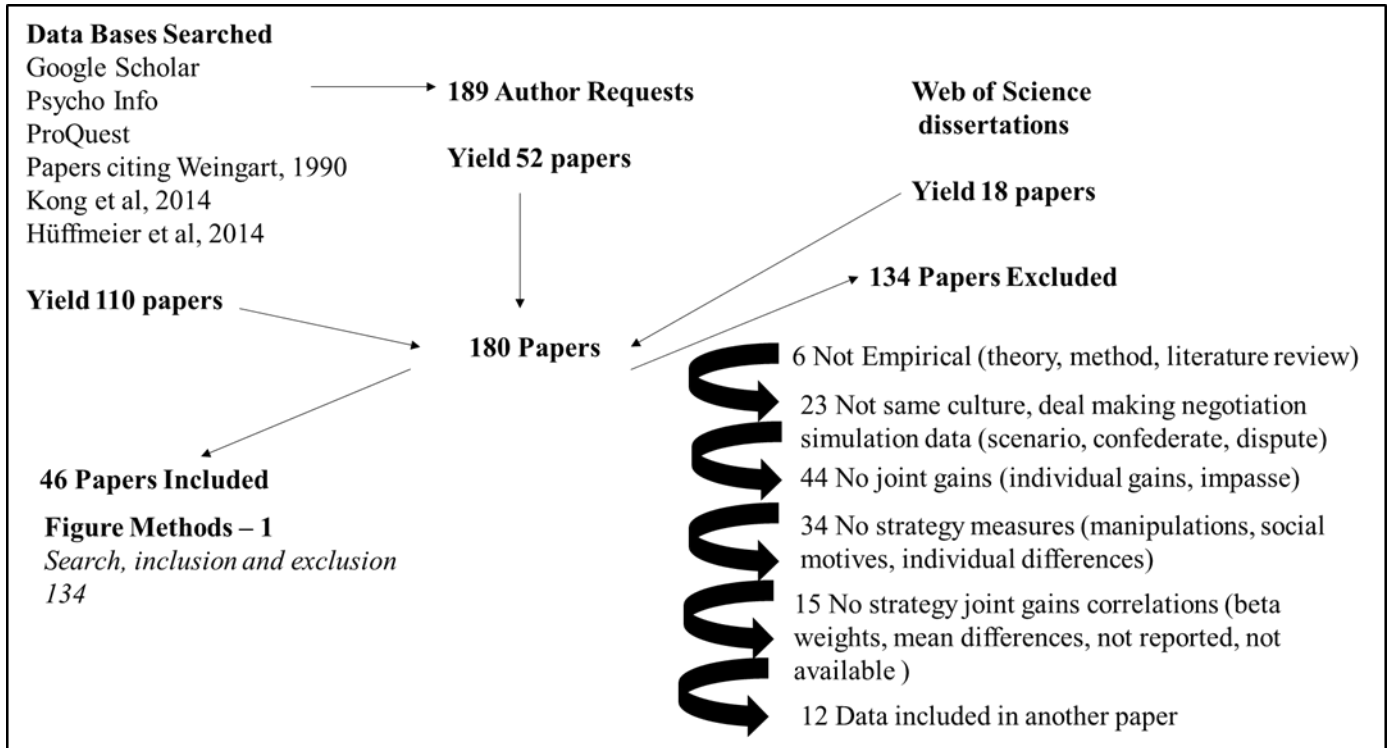 Data Bases Searched
Google Scholar
Psycho Info
ProQuest
Papers citing Weingart, 1990
Kong et al, 2014
Hüffmeier et al, 2014
Yield 110 papers
189 Author Requests
Yield 52 papers
Web of Science
dissertations
Yield 18 papers
180 Papers
134 Papers Excluded
6 Not Empirical (theory, method, literature review)
23 Not same culture, deal making negotiation
simulation data (scenario, confederate, dispute)
44 No joint gains (individual gains, impasse)
34 No strategy measures (manipulations, social
motives, individual differences)
15 No strategy joint gains correlations (beta
weights, mean differences, not reported, not
available )
12 Data included in another paper
46 Papers Included
Figure Methods – 1
Search, inclusion and exclusion
134